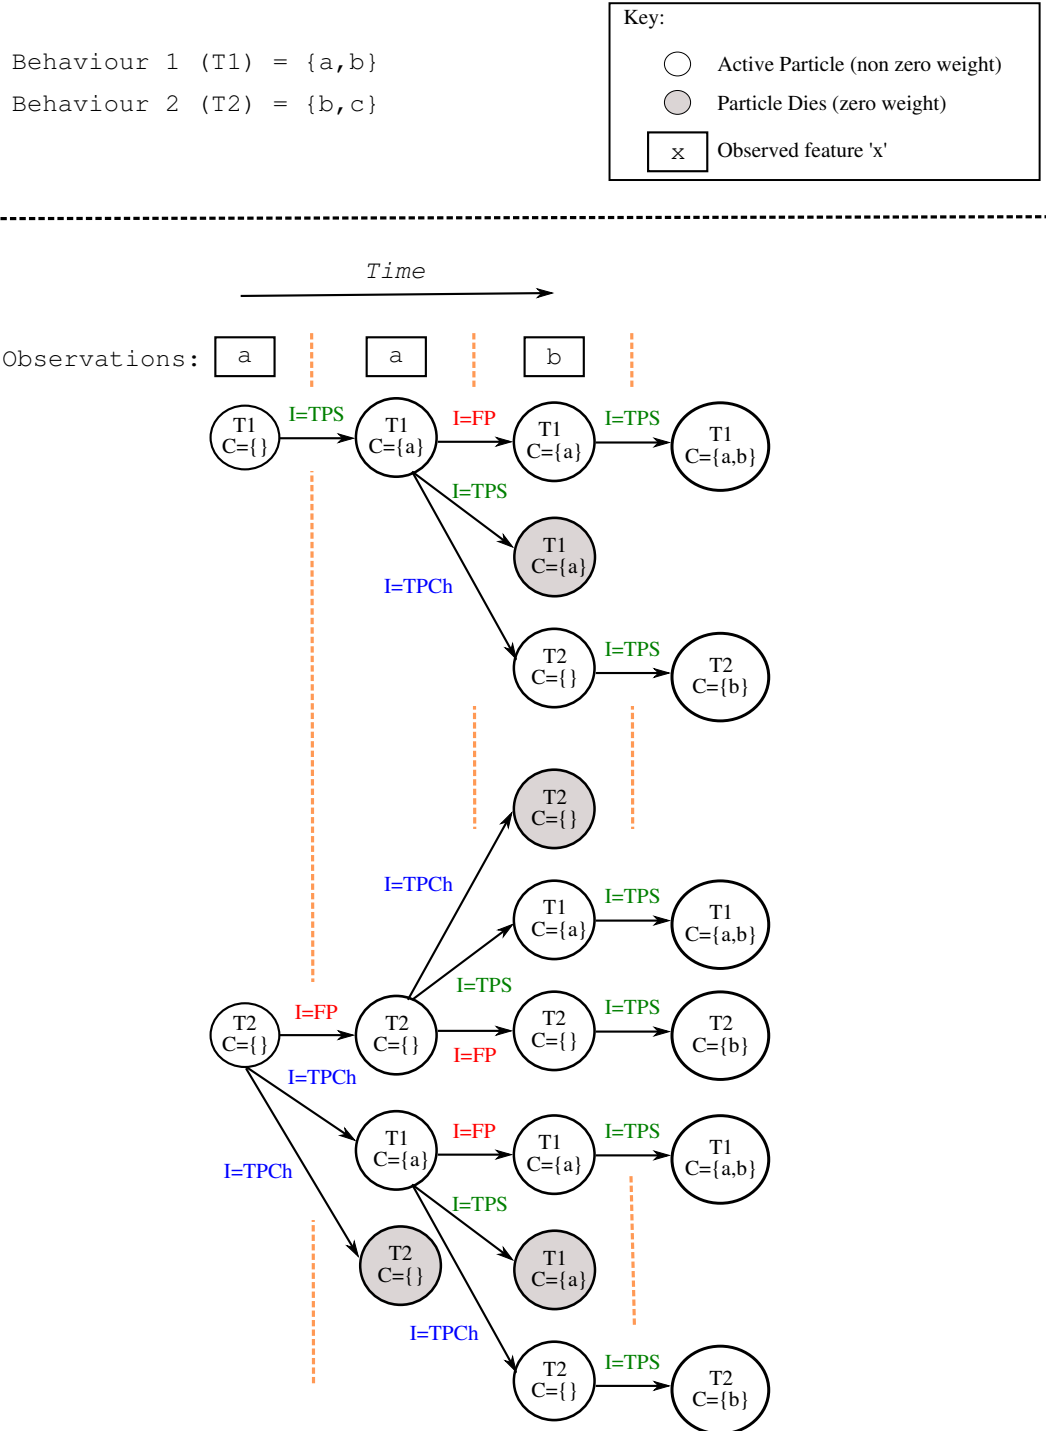 Behaviour 1 (T1) = {a,b}
Behaviour 2 (T2) = {b,c}
Key:
Active Particle (non zero weight)
Particle Dies (zero weight)
x Observed feature 'x'
Time
Observations: a a b
I=TPS I=FP I=TPS
T1 T1 T1 T1
C={} C={a} C={a} C={a,b}
I=TPS
T1
C={a}
I=TPCh
I=TPS
T2 T2
C={} C={b}
T2
C={}
I=TPCh
I=TPS
T1 T1
C={a} C={a,b}
I=TPS
I=FP I=TPS
T2 T2 T2 T2
C={} C={} C={} C={b}
I=FP
I=TPCh
I=FP I=TPS
T1 T1 T1
C={a} C={a} C={a,b}
I=TPCh
I=TPS
T2 T1
C={} C={a}
I=TPCh
I=TPS
T2 T2
C={} C={b}